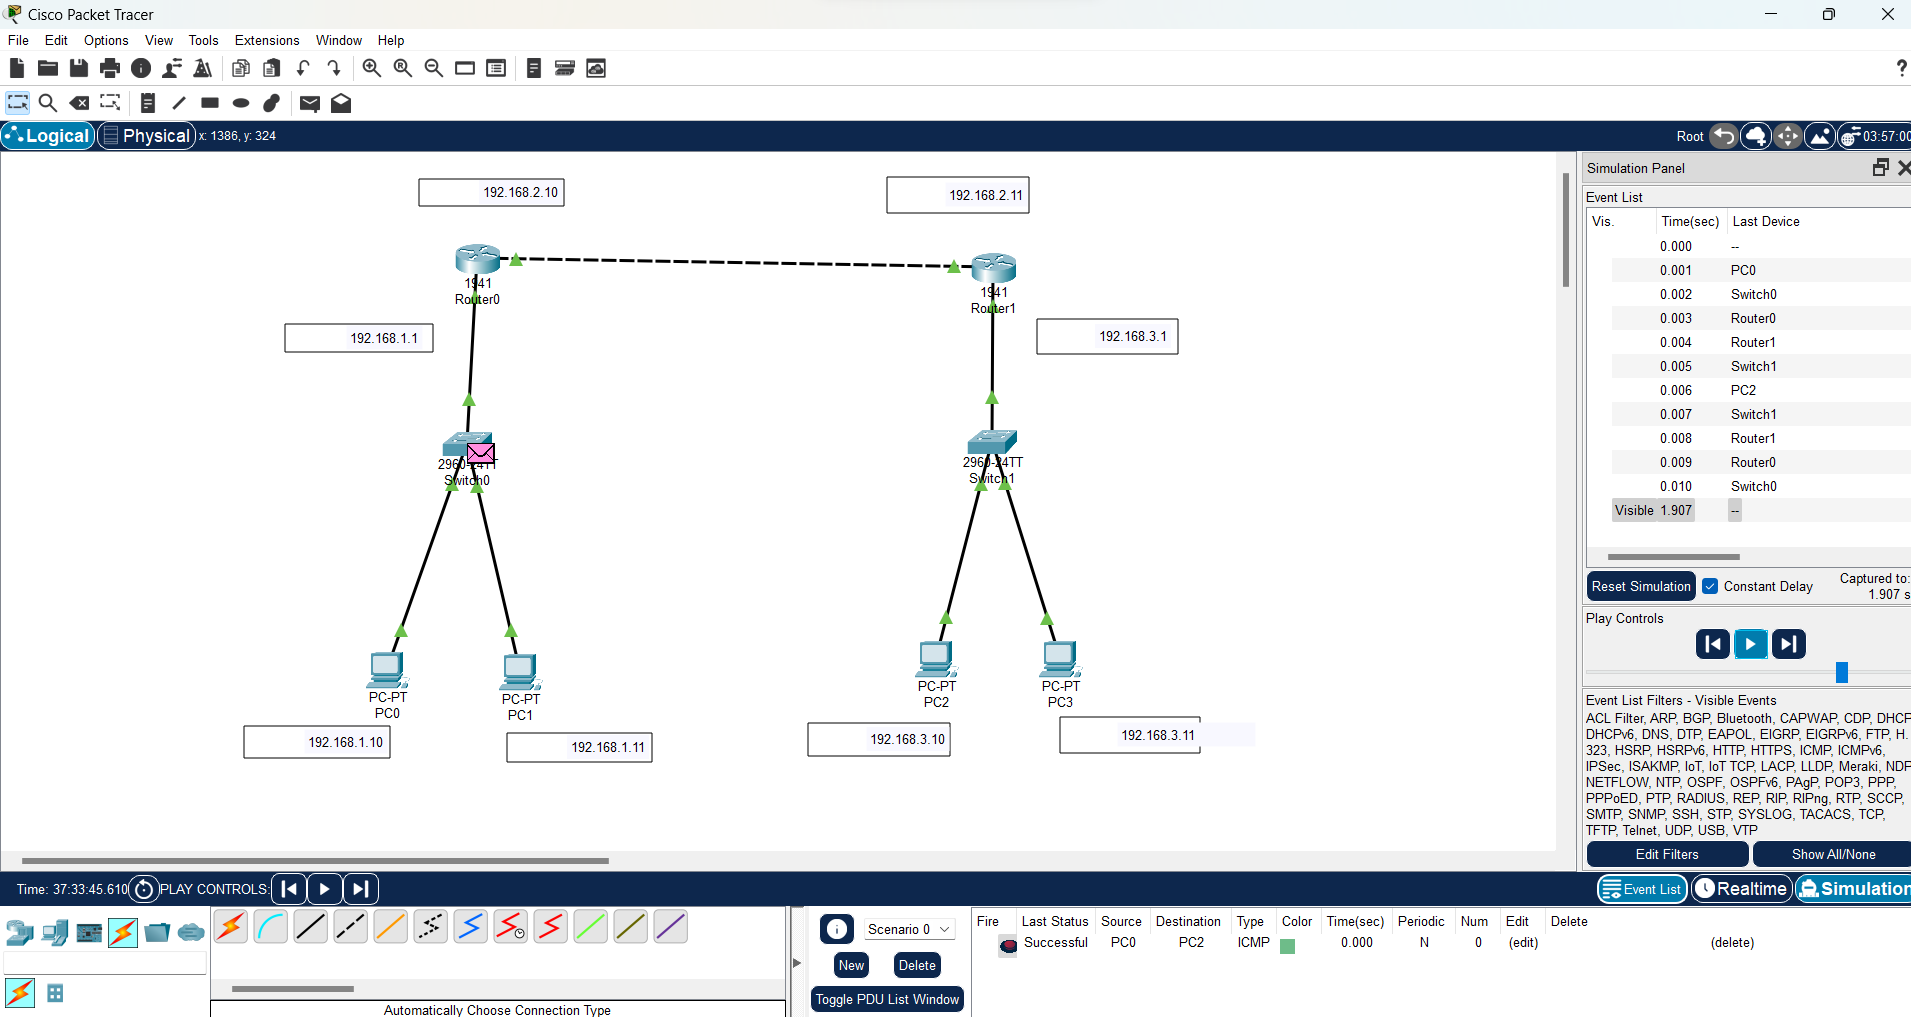 Cisco Packet Tracer
File Edit Options View Tools Extensions Window Help
?
Logical Physical x: 1386, y: 324
Root 03:57:00
192.168.2.10
192.168.2.11
1941
Router0
1941
Router1
192.168.1.1
192.168.3.1
2960-24TT
Switch0
2960-24TT
Switch1
PC-PT
PC0
PC-PT
PC1
PC-PT
PC2
PC-PT
PC3
192.168.1.10
192.168.1.11
192.168.3.10
192.168.3.11
Simulation Panel
Event List
Vis. Time(sec) Last Device
0.000 --
0.001 PC0
0.002 Switch0
0.003 Router0
0.004 Router1
0.005 Switch1
0.006 PC2
0.007 Switch1
0.008 Router1
0.009 Router0
0.010 Switch0
Visible 1.907 --
Reset Simulation Constant Delay Captured to:
1.907 s
Play Controls
Event List Filters - Visible Events
ACL Filter, ARP, BGP, Bluetooth, CAPWAP, CDP, DHCP
DHCPv6, DNS, DTP, EAPOL, EIGRP, EIGRPv6, FTP, H.
323, HSRP, HSRPv6, HTTP, HTTPS, ICMP, ICMPv6,
IPSec, ISAKMP, IoT, IoT TCP, LACP, LLDP, Meraki, NDP
NETFLOW, NTP, OSPF, OSPFv6, PAgP, POP3, PPP,
PPPoED, PTP, RADIUS, REP, RIP, RIPng, RTP, SCCP,
SMTP, SNMP, SSH, STP, SYSLOG, TACACS, TCP,
TFTP, Telnet, UDP, USB, VTP
Edit Filters Show All/None
Time: 37:33:45.610 PLAY CONTROLS:
Event List Realtime Simulation
Scenario 0
New Delete
Toggle PDU List Window
Fire Last Status Source Destination Type Color Time(sec) Periodic Num Edit Delete
Successful PC0 PC2 ICMP 0.000 N 0 (edit) (delete)
Automatically Choose Connection Type